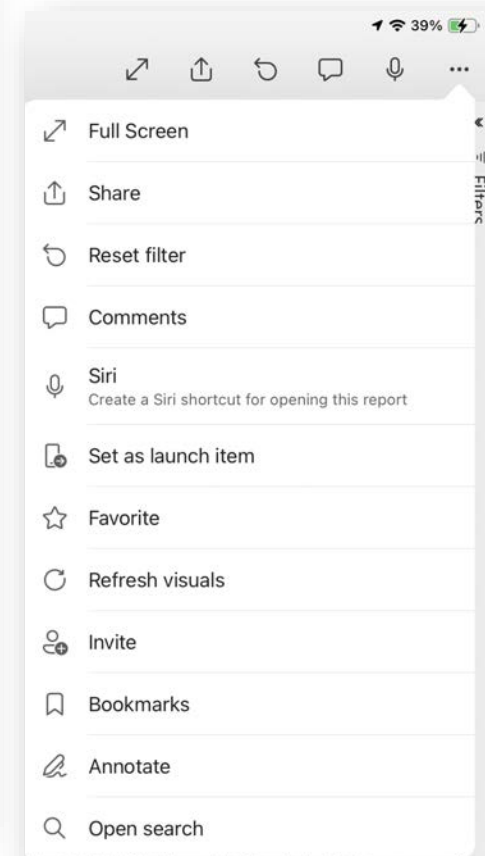 39%
Filters
Full Screen
Share
Reset filter
Comments
Siri
Create a Siri shortcut for opening this report
Set as launch item
Favorite
Refresh visuals
Invite
Bookmarks
Annotate
Open search